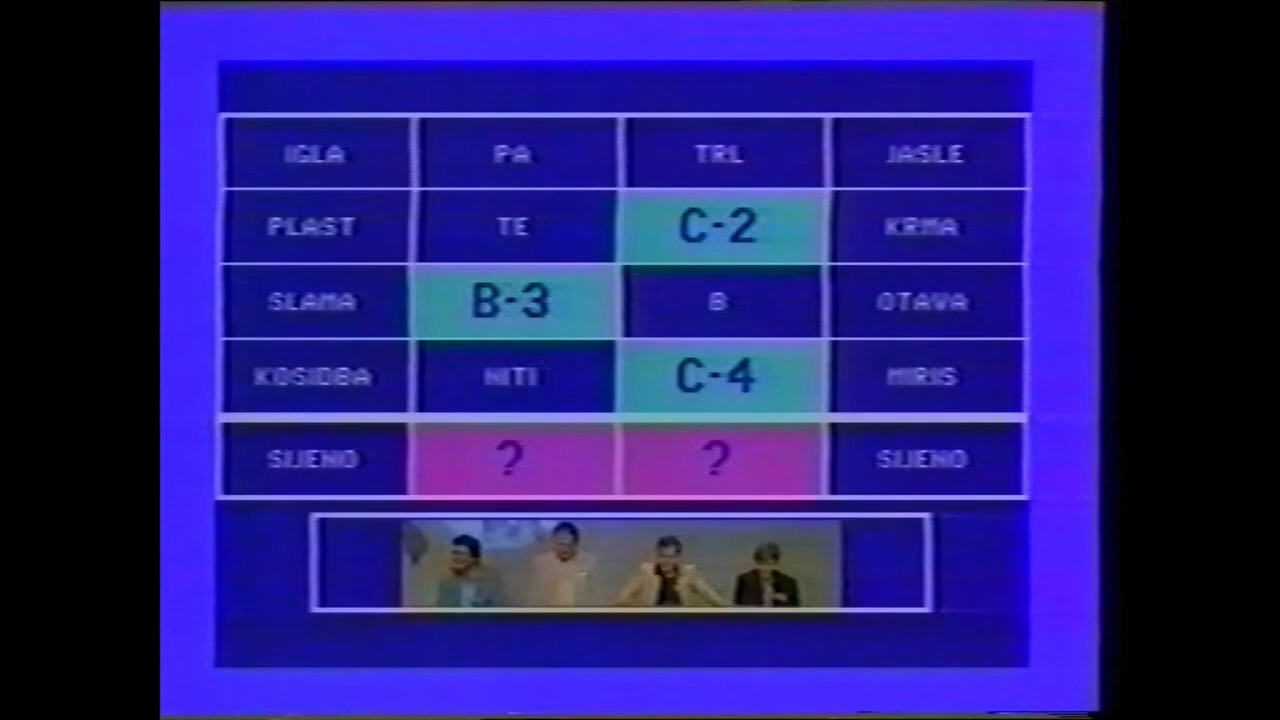 IGLA PA TRL JASLE
PLAST TE C-2 KRMA
SLAMA B-3 B OTAVA
KOSIDBA NITI C-4 MIRIS
SIJENO ? ? SIJENO